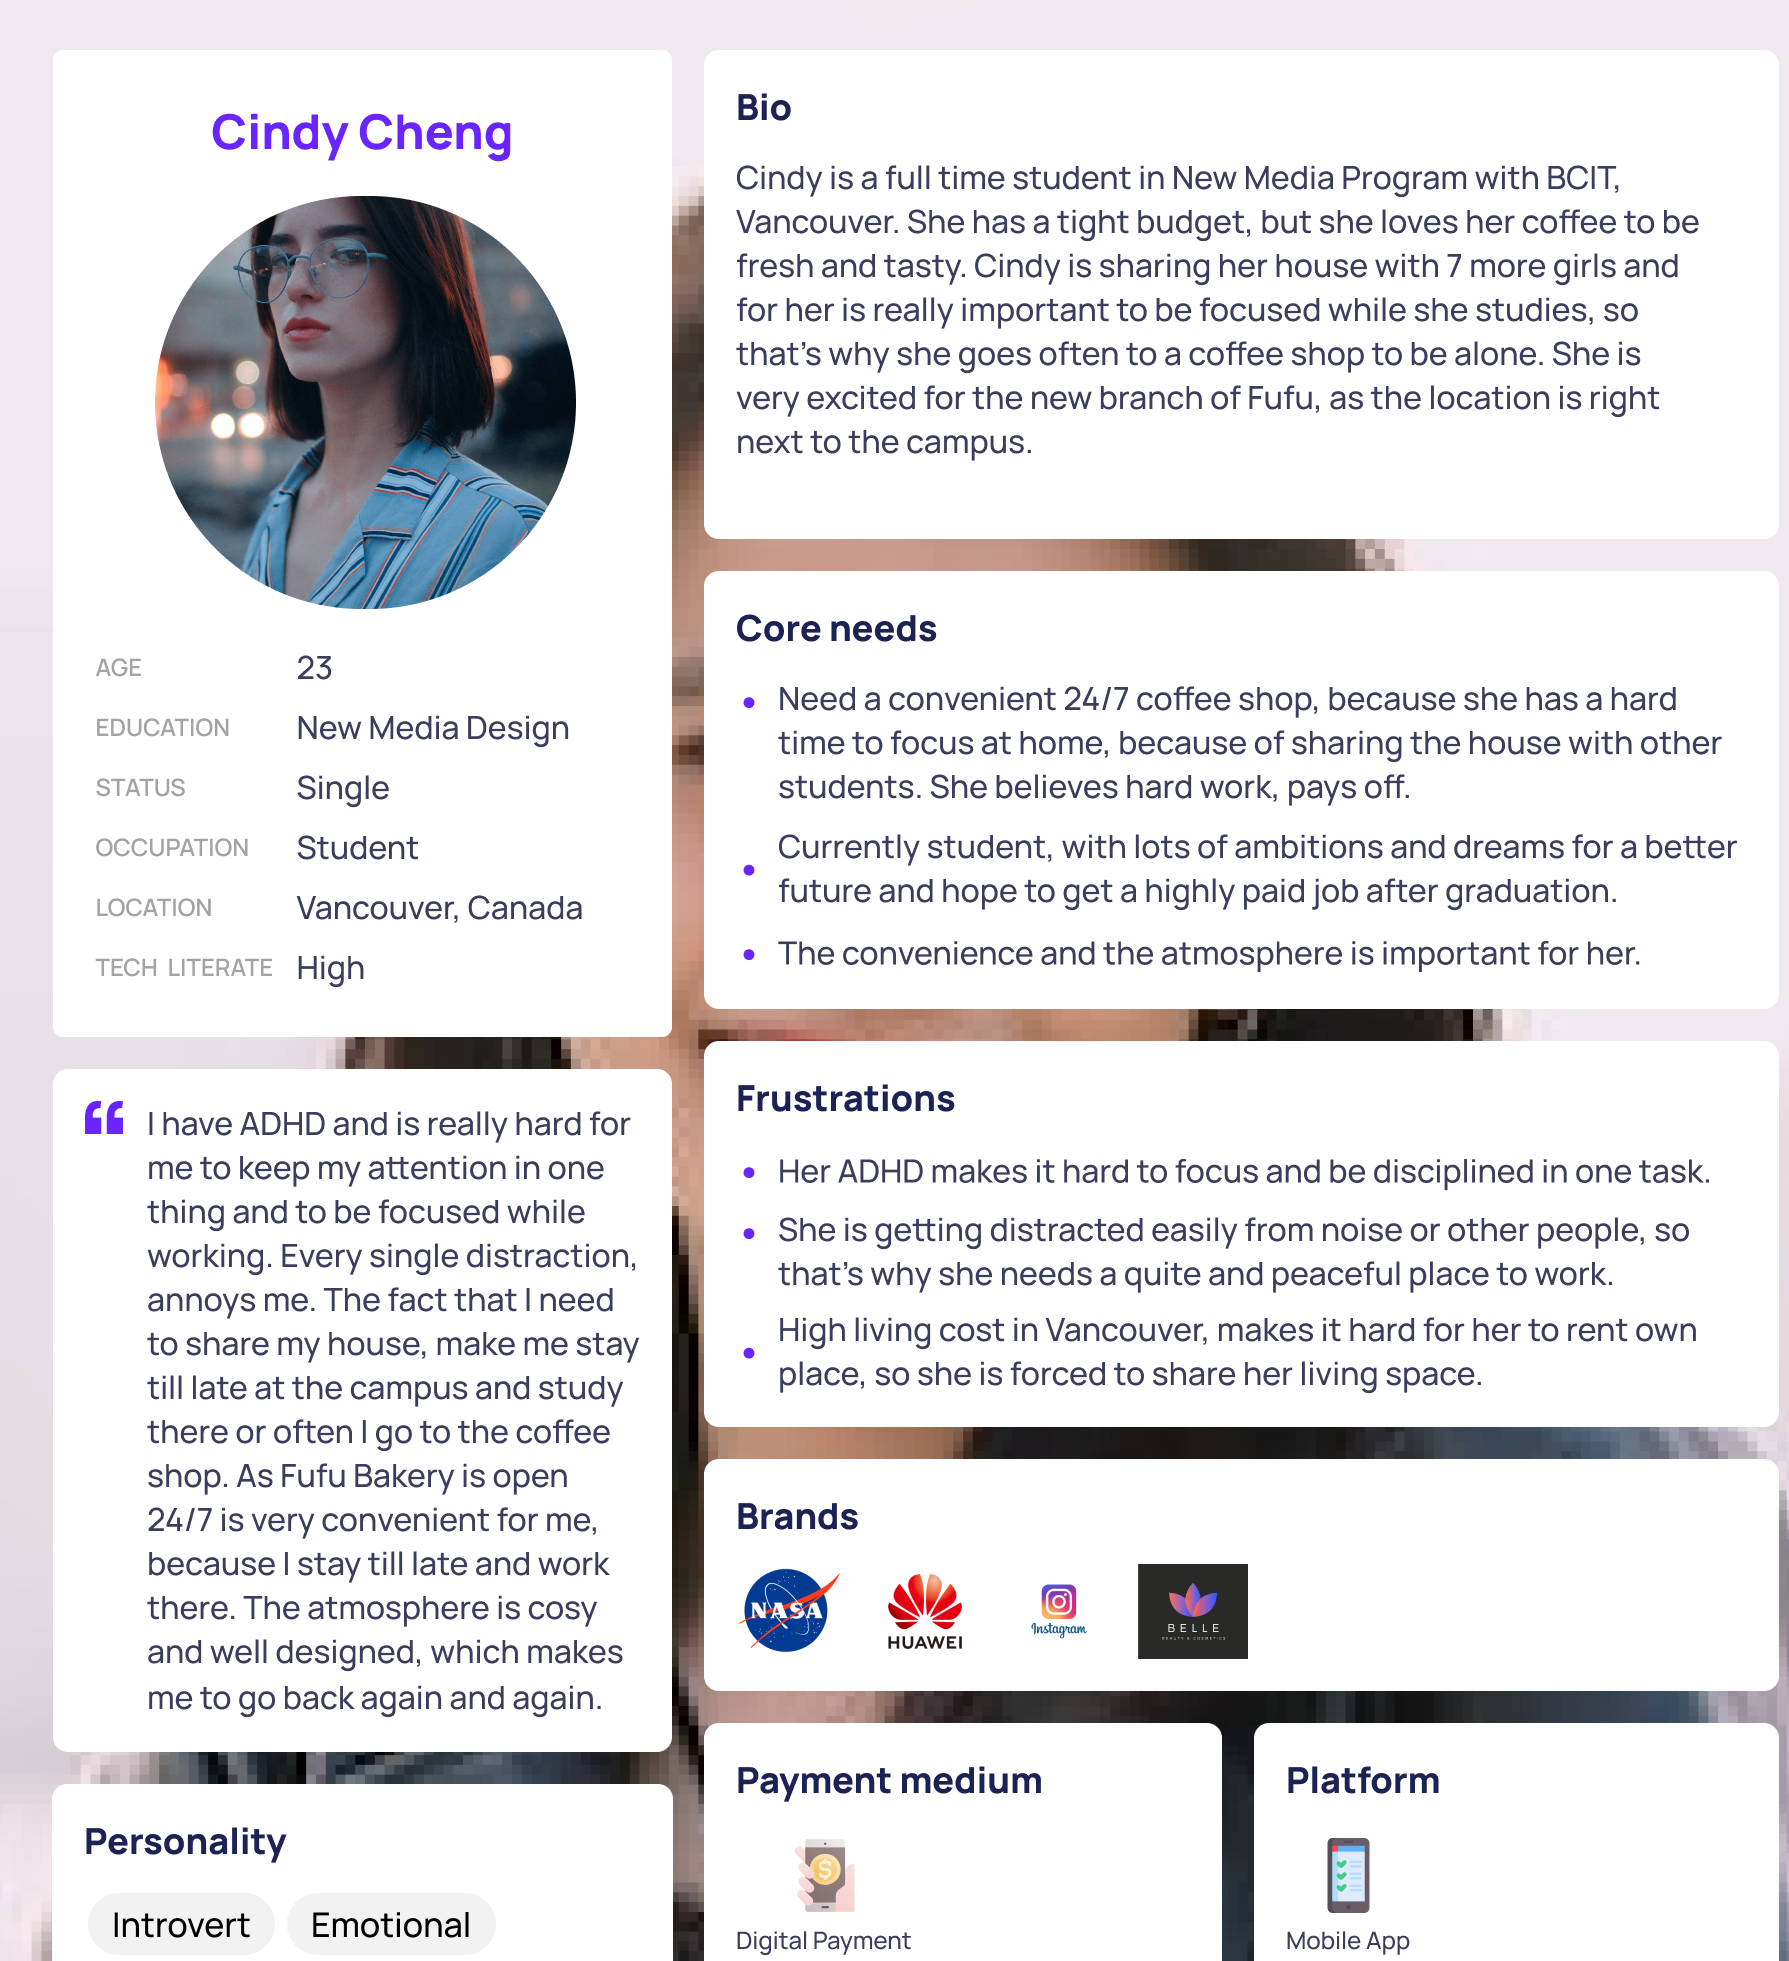 Cindy Cheng
AGE 23
EDUCATION New Media Design
STATUS Single
OCCUPATION Student
LOCATION Vancouver, Canada
TECH LITERATE High
“ I have ADHD and is really hard for
me to keep my attention in one
thing and to be focused while
working. Every single distraction,
annoys me. The fact that I need
to share my house, make me stay
till late at the campus and study
there or often I go to the coffee
shop. As Fufu Bakery is open
24/7 is very convenient for me,
because I stay till late and work
there. The atmosphere is cosy
and well designed, which makes
me to go back again and again.
Personality
Introvert Emotional
Bio
Cindy is a full time student in New Media Program with BCIT,
Vancouver. She has a tight budget, but she loves her coffee to be
fresh and tasty. Cindy is sharing her house with 7 more girls and
for her is really important to be focused while she studies, so
that's why she goes often to a coffee shop to be alone. She is
very excited for the new branch of Fufu, as the location is right
next to the campus.
Core needs
• Need a convenient 24/7 coffee shop, because she has a hard
time to focus at home, because of sharing the house with other
students. She believes hard work, pays off.
• Currently student, with lots of ambitions and dreams for a better
future and hope to get a highly paid job after graduation.
• The convenience and the atmosphere is important for her.
Frustrations
• Her ADHD makes it hard to focus and be disciplined in one task.
• She is getting distracted easily from noise or other people, so
that's why she needs a quite and peaceful place to work.
• High living cost in Vancouver, makes it hard for her to rent own
place, so she is forced to share her living space.
Brands
NASA
HUAWEI
Instagram
BELLE
BEAUTY & COSMETICS
Payment medium
$
Digital Payment
Platform
Mobile App